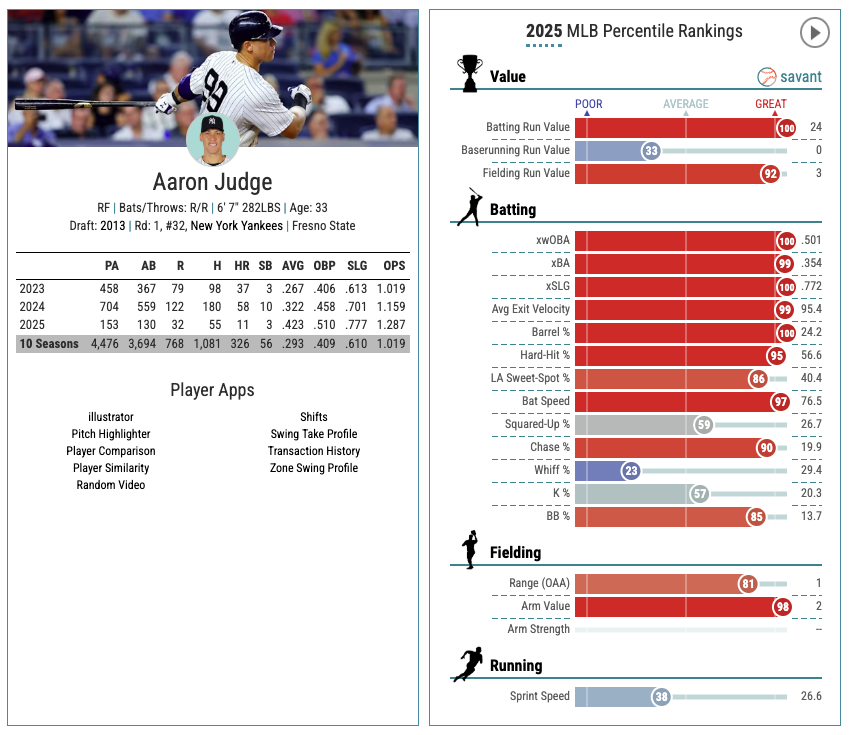 99
Aaron Judge
RF | Bats/Throws: R/R | 6' 7" 282LBS | Age: 33
Draft: 2013 | Rd: 1, #32, New York Yankees | Fresno State
PA AB R H HR SB AVG OBP SLG OPS
2023 458 367 79 98 37 3 .267 .406 .613 1.019
2024 704 559 122 180 58 10 .322 .458 .701 1.159
2025 153 130 32 55 11 3 .423 .510 .777 1.287
10 Seasons 4,476 3,694 768 1,081 326 56 .293 .409 .610 1.019
Player Apps
illustrator Shifts
Pitch Highlighter Swing Take Profile
Player Comparison Transaction History
Player Similarity Zone Swing Profile
Random Video
2025 MLB Percentile Rankings
Value savant
POOR AVERAGE GREAT
Batting Run Value 100 24
Baserunning Run Value 33 0
Fielding Run Value 92 3
Batting
xwOBA 100 .501
xBA 99 .354
xSLG 100 .772
Avg Exit Velocity 99 95.4
Barrel % 100 24.2
Hard-Hit % 95 56.6
LA Sweet-Spot % 86 40.4
Bat Speed 97 76.5
Squared-Up % 59 26.7
Chase % 90 19.9
Whiff % 23 29.4
K % 57 20.3
BB % 85 13.7
Fielding
Range (OAA) 81 1
Arm Value 98 2
Arm Strength --
Running
Sprint Speed 38 26.6